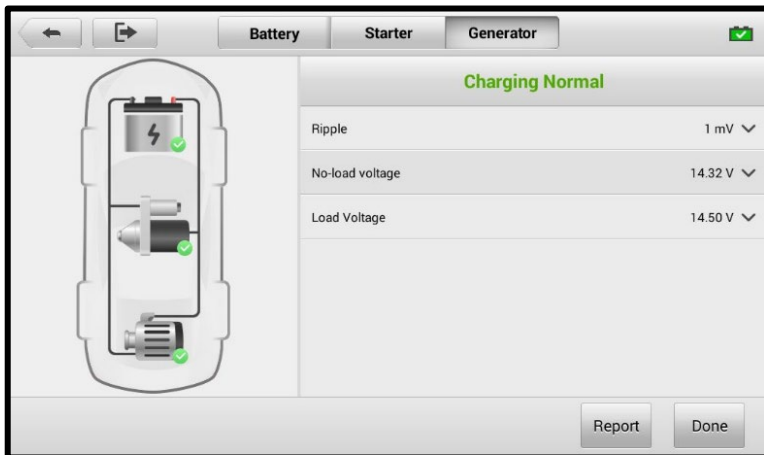 Battery Starter Generator
Charging Normal
Ripple 1 mV
No-load voltage 14.32 V
Load Voltage 14.50 V
Report Done